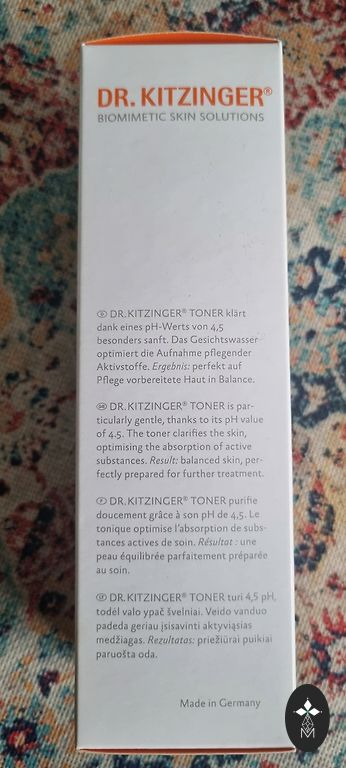 DR. KITZINGER®
BIOMIMETIC SKIN SOLUTIONS
DR. KITZINGER® TONER klärt
dank eines pH-Werts von 4,5
besonders sanft. Das Gesichtswasser
optimiert die Aufnahme pflegender
Aktivstoffe. Ergebnis: perfekt auf
Pflege vorbereitete Haut in Balance.
DR. KITZINGER® TONER is par-
ticularly gentle, thanks to its pH value
of 4.5. The toner clarifies the skin,
optimising the absorption of active
substances. Result: balanced skin, per-
fectly prepared for further treatment.
DR. KITZINGER® TONER purifie
doucement grâce à son pH de 4,5. Le
tonique optimise l'absorption de subs-
tances actives de soin. Résultat : une
peau équilibrée parfaitement préparée
au soin.
DR. KITZINGER® TONER turi 4,5 pH,
todėl valo ypač švelniai. Veido vanduo
padeda geriau įsisavinti aktyviąsias
medžiagas. Rezultatas: priežiūrai puikiai
paruošta oda.
Made in Germany